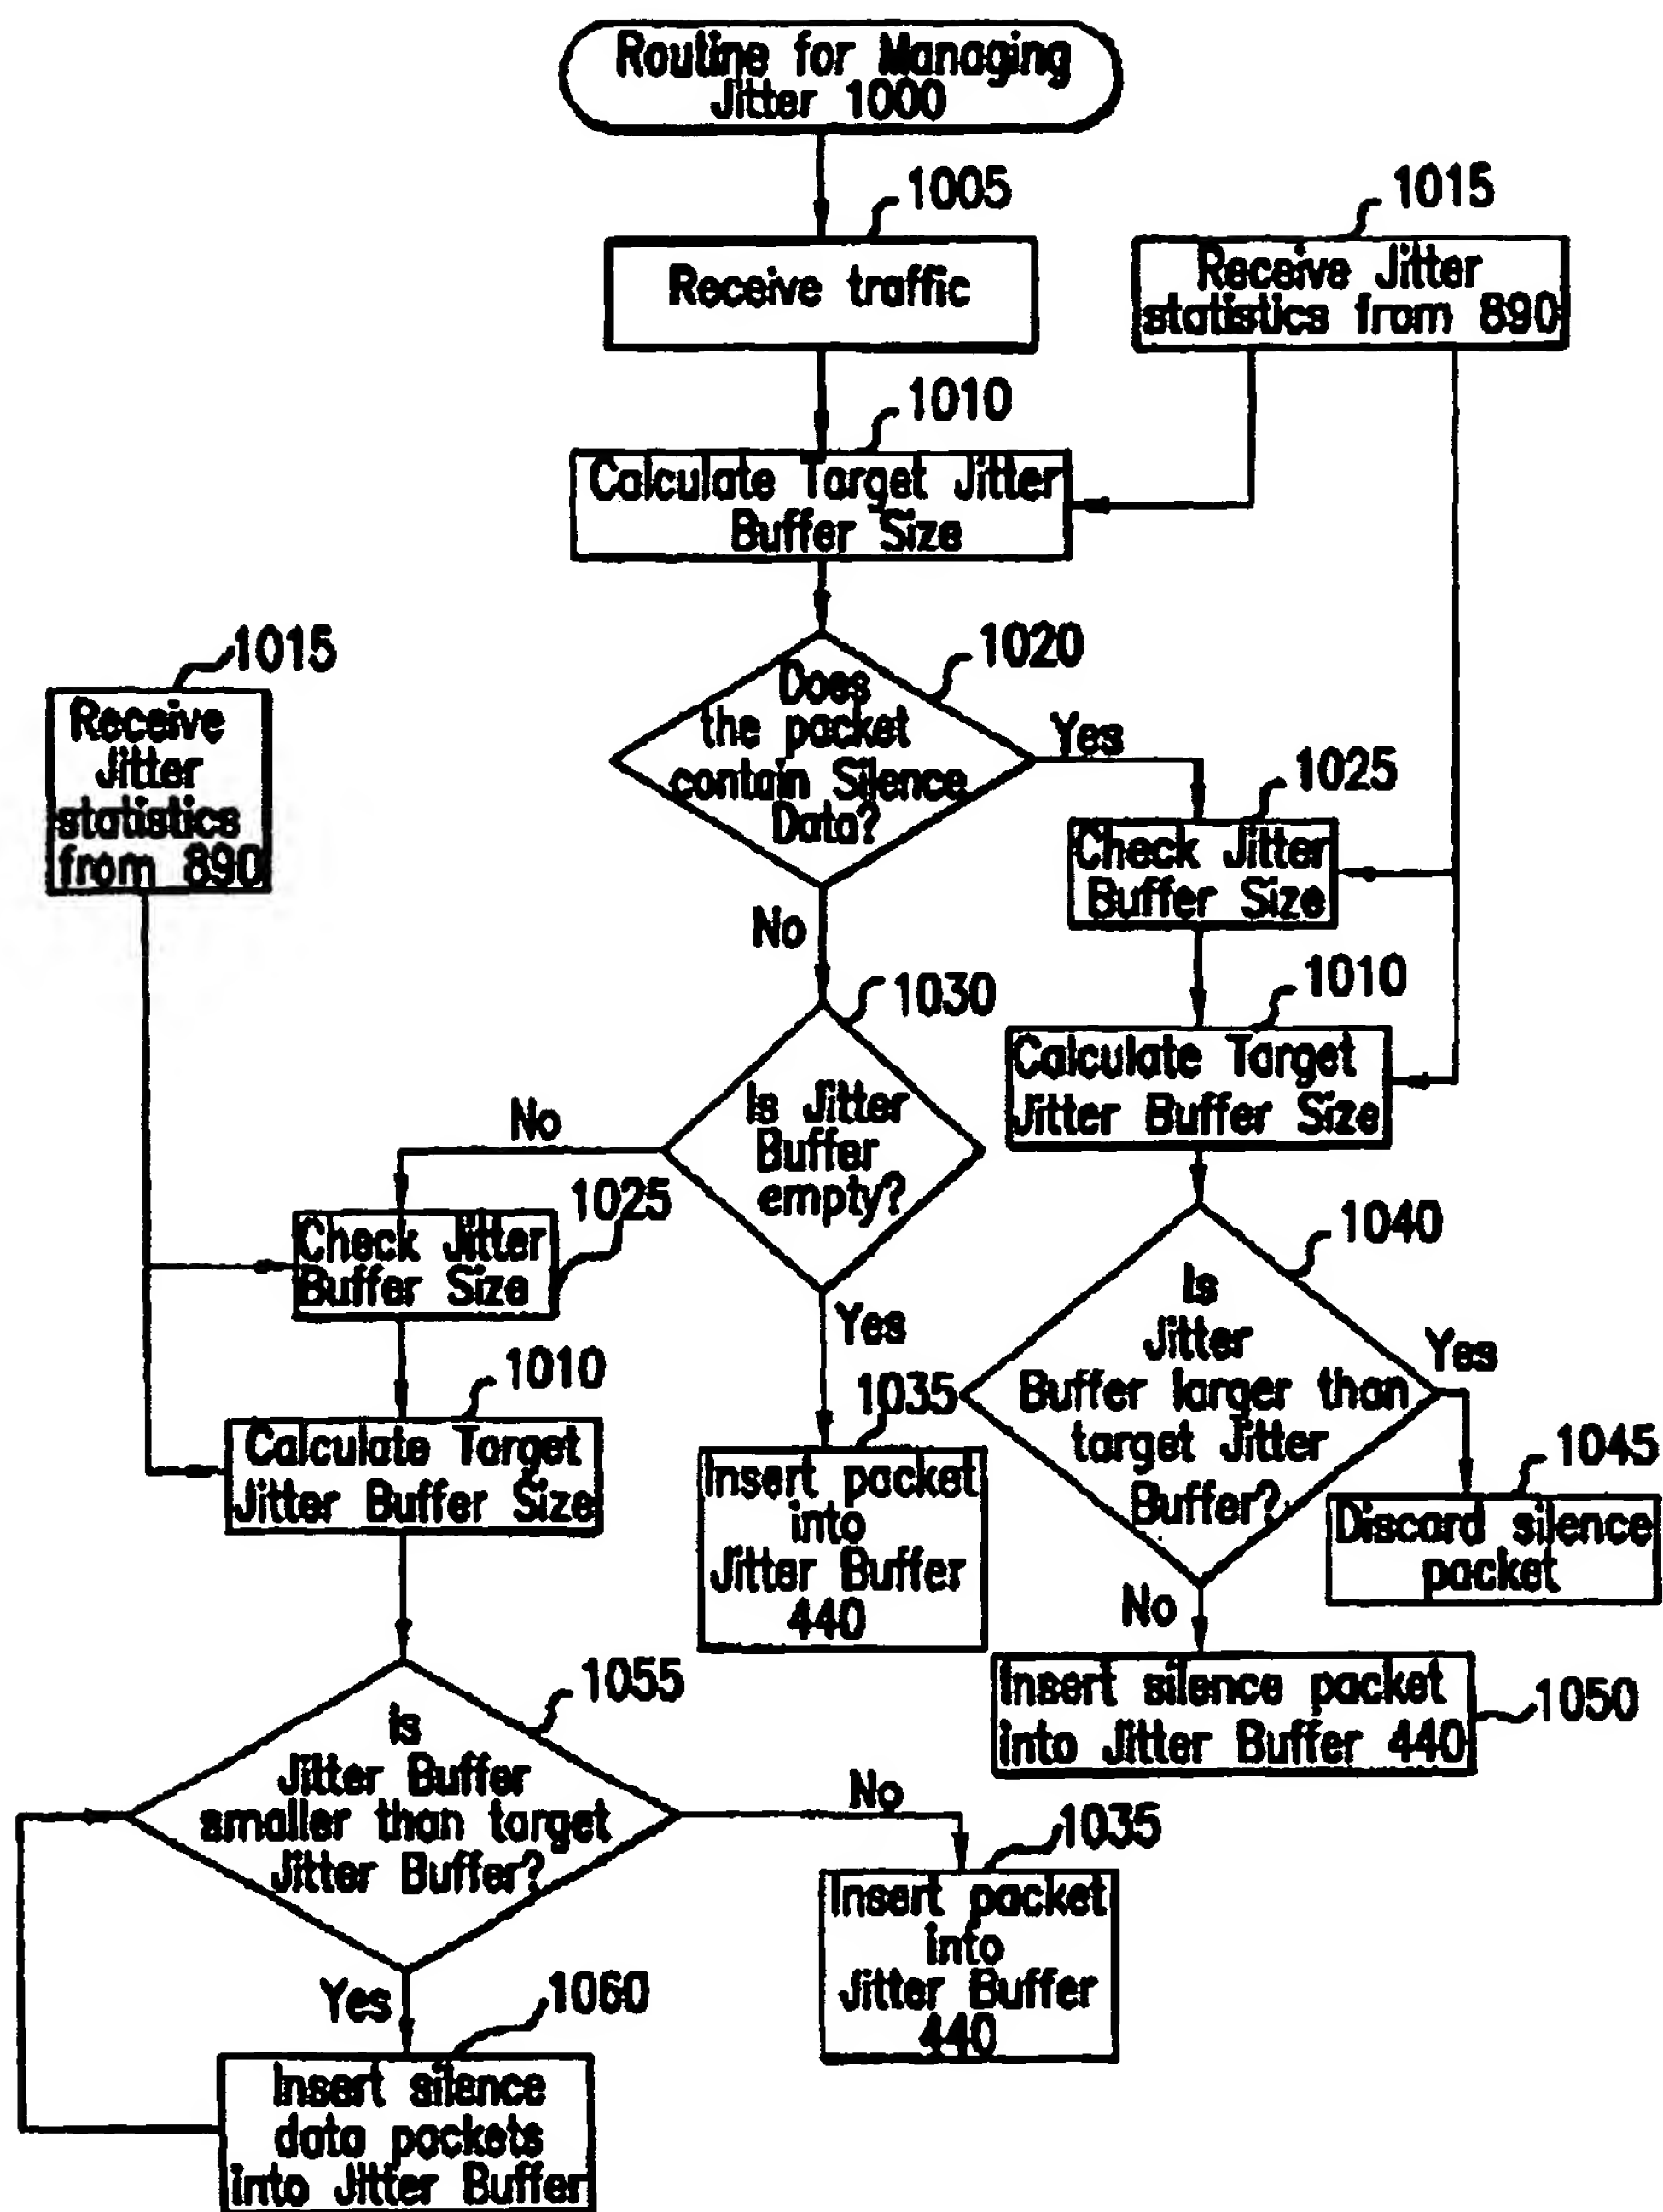 Routine for Managing
Jitter 1000
1005
Receive traffic
1015
Receive Jitter
statistics from 890
1010
Calculate Target Jitter
Buffer Size
1020
Does
the packet
contain Silence
Data?
Yes
No
1015
Receive
Jitter
statistics
from 890
1025
Check Jitter
Buffer Size
1010
Calculate Target
Jitter Buffer Size
1030
Is Jitter
Buffer
empty?
No
Yes
1025
Check Jitter
Buffer Size
1010
Calculate Target
Jitter Buffer Size
1035
Insert packet
into
Jitter Buffer
440
1040
Is
Jitter
Buffer larger than
target Jitter
Buffer?
Yes
No
1045
Discard silence
packet
Insert silence packet
into Jitter Buffer 440
1050
1055
Is
Jitter Buffer
smaller than target
Jitter Buffer?
No
Yes
1035
Insert packet
into
Jitter Buffer
440
1060
Insert silence
data packets
into Jitter Buffer